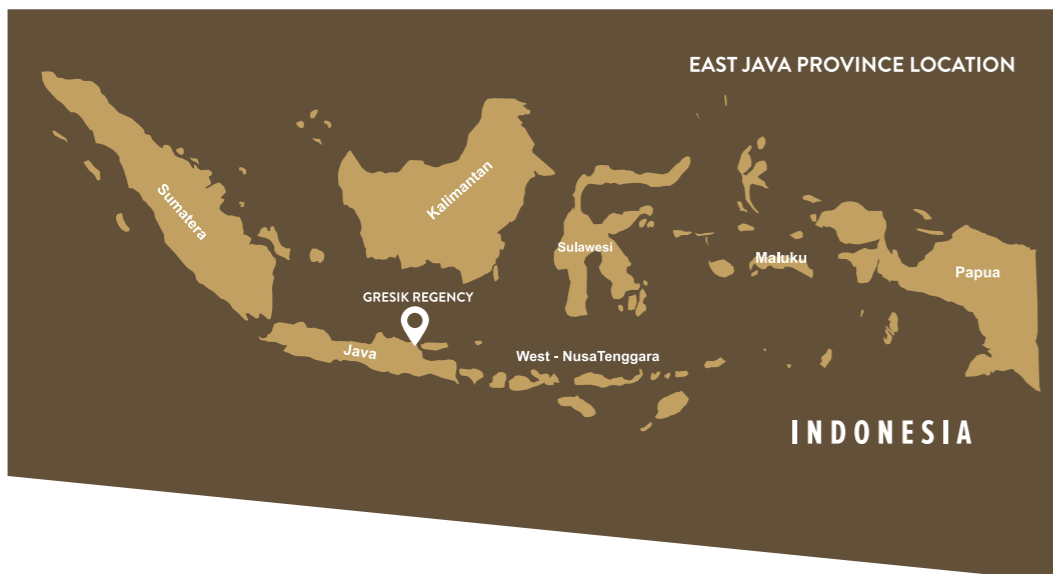 EAST JAVA PROVINCE LOCATION
Sumatera
Kalimantan
Sulawesi
Maluku
Papua
GRESIK REGENCY
Java
West - NusaTenggara
INDONESIA